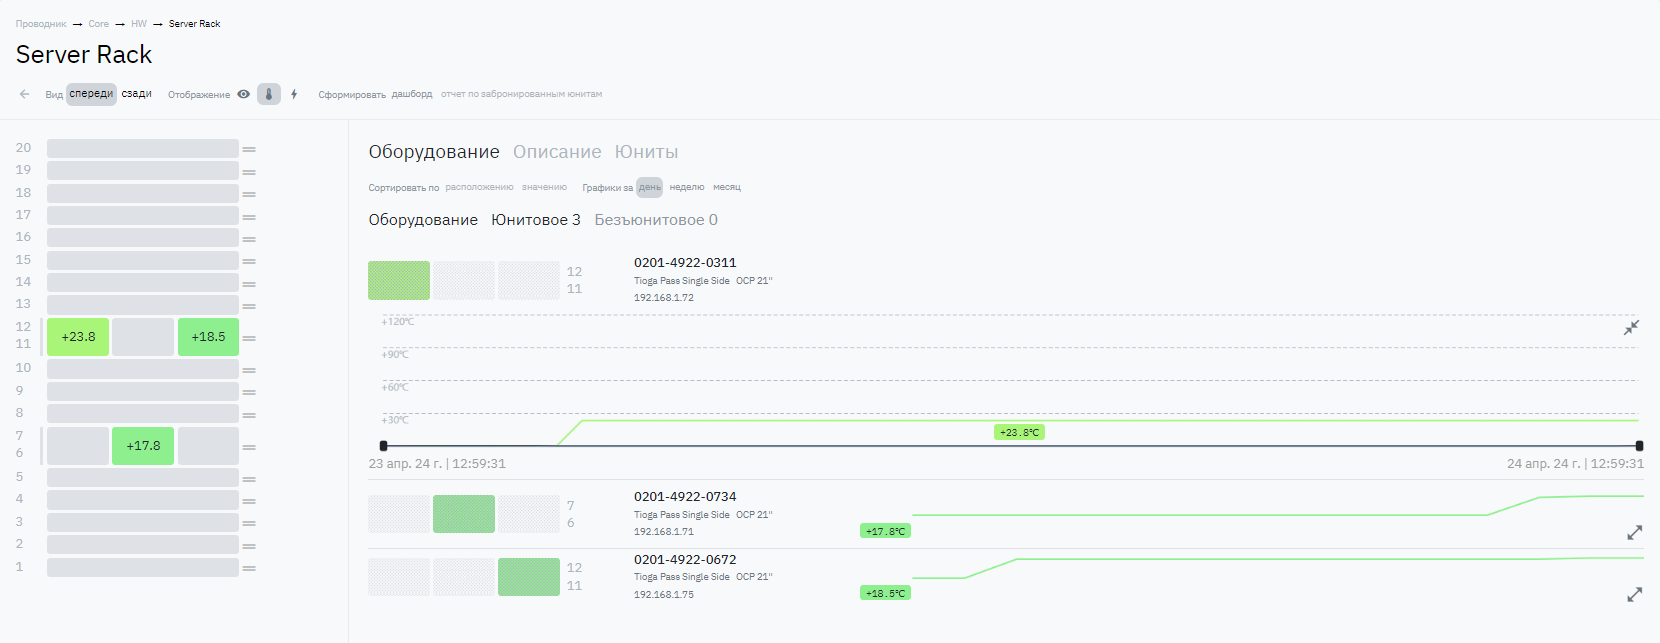 Проводник → Core → HW → Server Rack
Server Rack
← Вид спереди сзади Отображение Сформировать дашборд отчет по забронированным юнитам
20
19
18
17
16
15
14
13
12
11
+23.8 +18.5
10
9
8
7
6
+17.8
5
4
3
2
1
Оборудование Описание Юниты
Сортировать по расположению значению Графики за день неделю месяц
Оборудование Юнитовое 3 Безъюнитовое 0
12
11
0201-4922-0311
Tioga Pass Single Side OCP 21"
192.168.1.72
+120°C
+90°C
+60°C
+30°C
+23.8°C
23 апр. 24 г. | 12:59:31 24 апр. 24 г. | 12:59:31
7
6
0201-4922-0734
Tioga Pass Single Side OCP 21"
192.168.1.71
+17.8°C
12
11
0201-4922-0672
Tioga Pass Single Side OCP 21"
192.168.1.75
+18.5°C